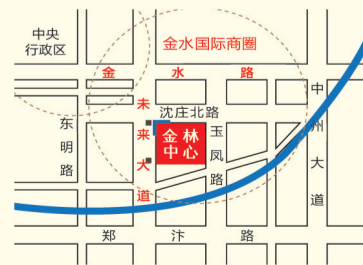 中央
行政区
金水国际商圈
金水路
未来大道
沈庄北路
东明路
金林
中心
玉凤路
中州大道
郑汴路